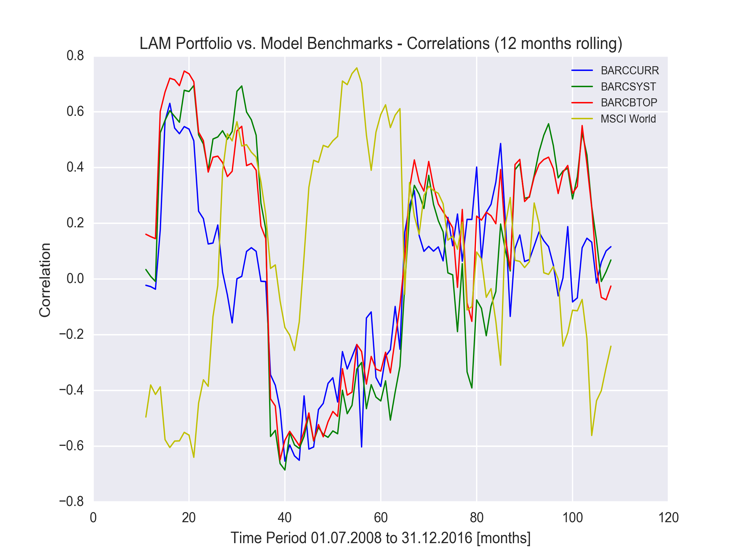 LAM Portfolio vs. Model Benchmarks - Correlations (12 months rolling)
BARCCURR
BARCSYST
BARCBTOP
MSCI World
Correlation
0.8
0.6
0.4
0.2
0.0
−0.2
−0.4
−0.6
−0.8
0 20 40 60 80 100 120
Time Period 01.07.2008 to 31.12.2016 [months]